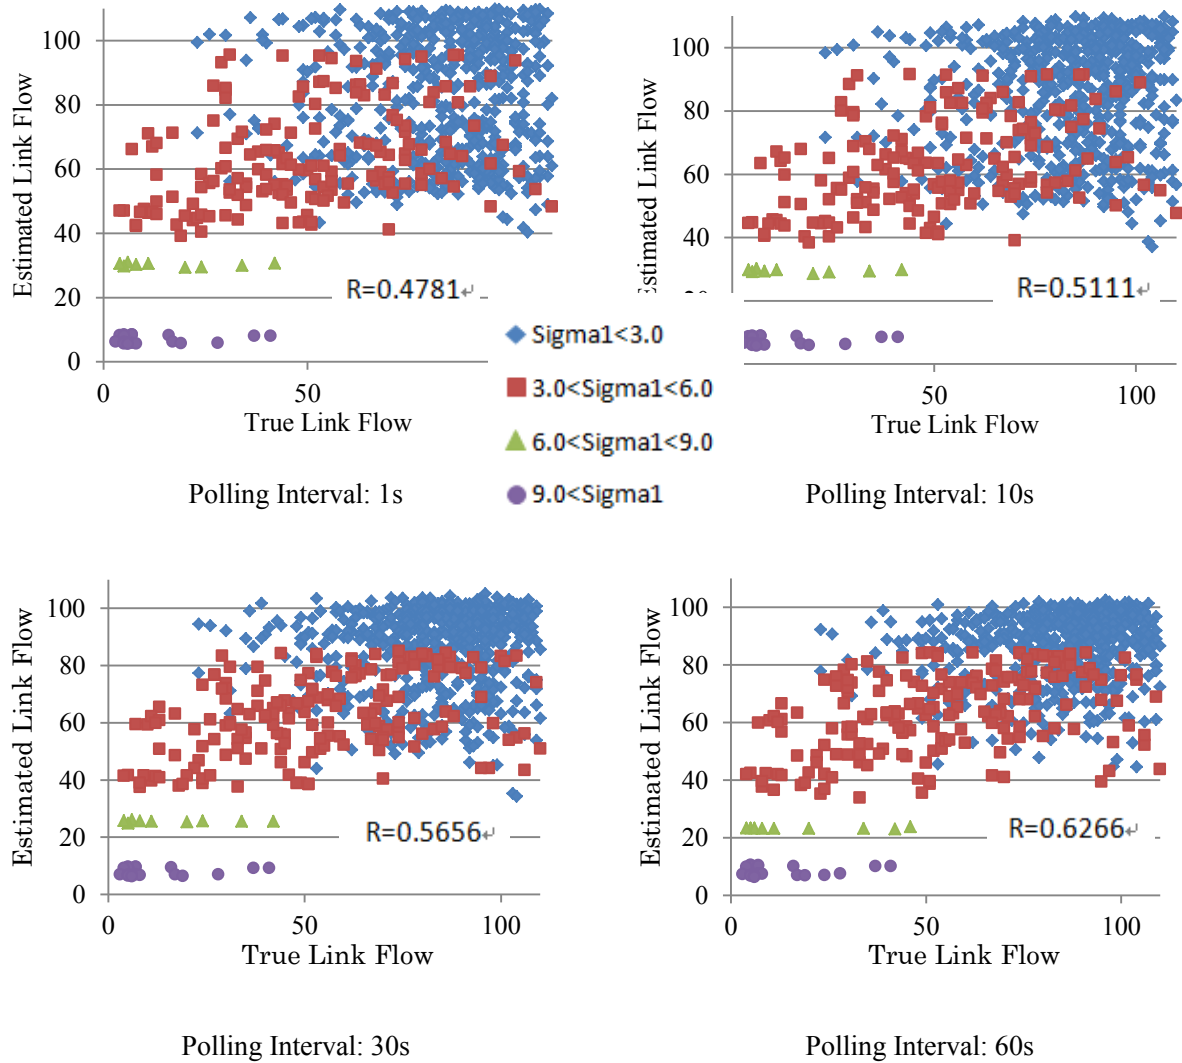 Estimated Link Flow
100
80
60
40
20
0
0
50
R=0.4781↵
True Link Flow
Polling Interval: 1s
Estimated Link Flow
100
80
60
40
R=0.5111↵
50
100
True Link Flow
Polling Interval: 10s
Sigma1<3.0
3.0<Sigma1<6.0
6.0<Sigma1<9.0
9.0<Sigma1
Estimated Link Flow
100
80
60
40
20
0
0
50
100
R=0.5656↵
True Link Flow
Polling Interval: 30s
Estimated Link Flow
100
80
60
40
20
0
0
50
100
R=0.6266↵
True Link Flow
Polling Interval: 60s